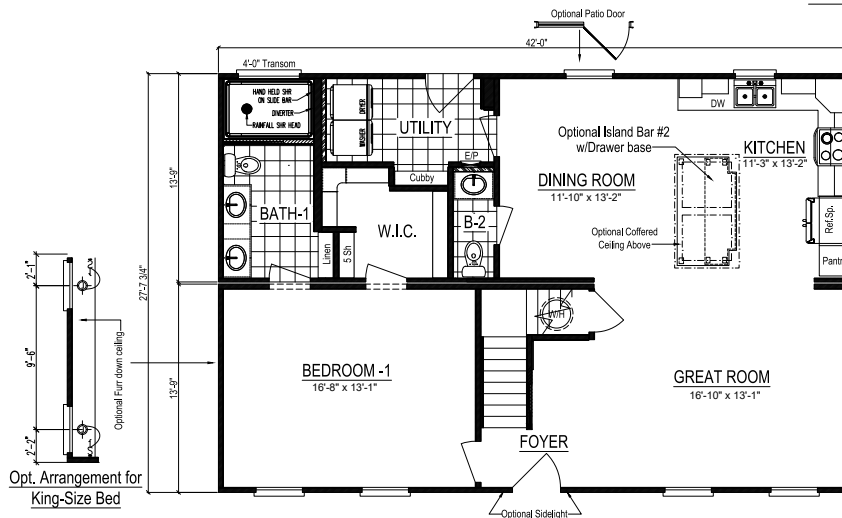 Optional Patio Door
42'-0"
4'-0" Transom
HAND HELD SHR
ON SLIDE BAR
DIVERTER
RAINFALL SHR HEAD
DRYER
WASHER
UTILITY
E/P
Cubby
DW
Optional Island Bar #2
w/Drawer base
KITCHEN
11'-3" x 13'-2"
DINING ROOM
11'-10" x 13'-2"
Optional Coffered
Ceiling Above
Ref.Sp.
Pantr
BATH-1
Linen
5 Sh
W.I.C.
B-2
13'-9"
27'-7 3/4"
13'-9"
2'-1"
9'-6"
2'-2"
Optional Furr down ceiling
Opt. Arrangement for
King-Size Bed
W/H
BEDROOM -1
16'-8" x 13'-1"
GREAT ROOM
16'-10" x 13'-1"
FOYER
Optional Sidelight